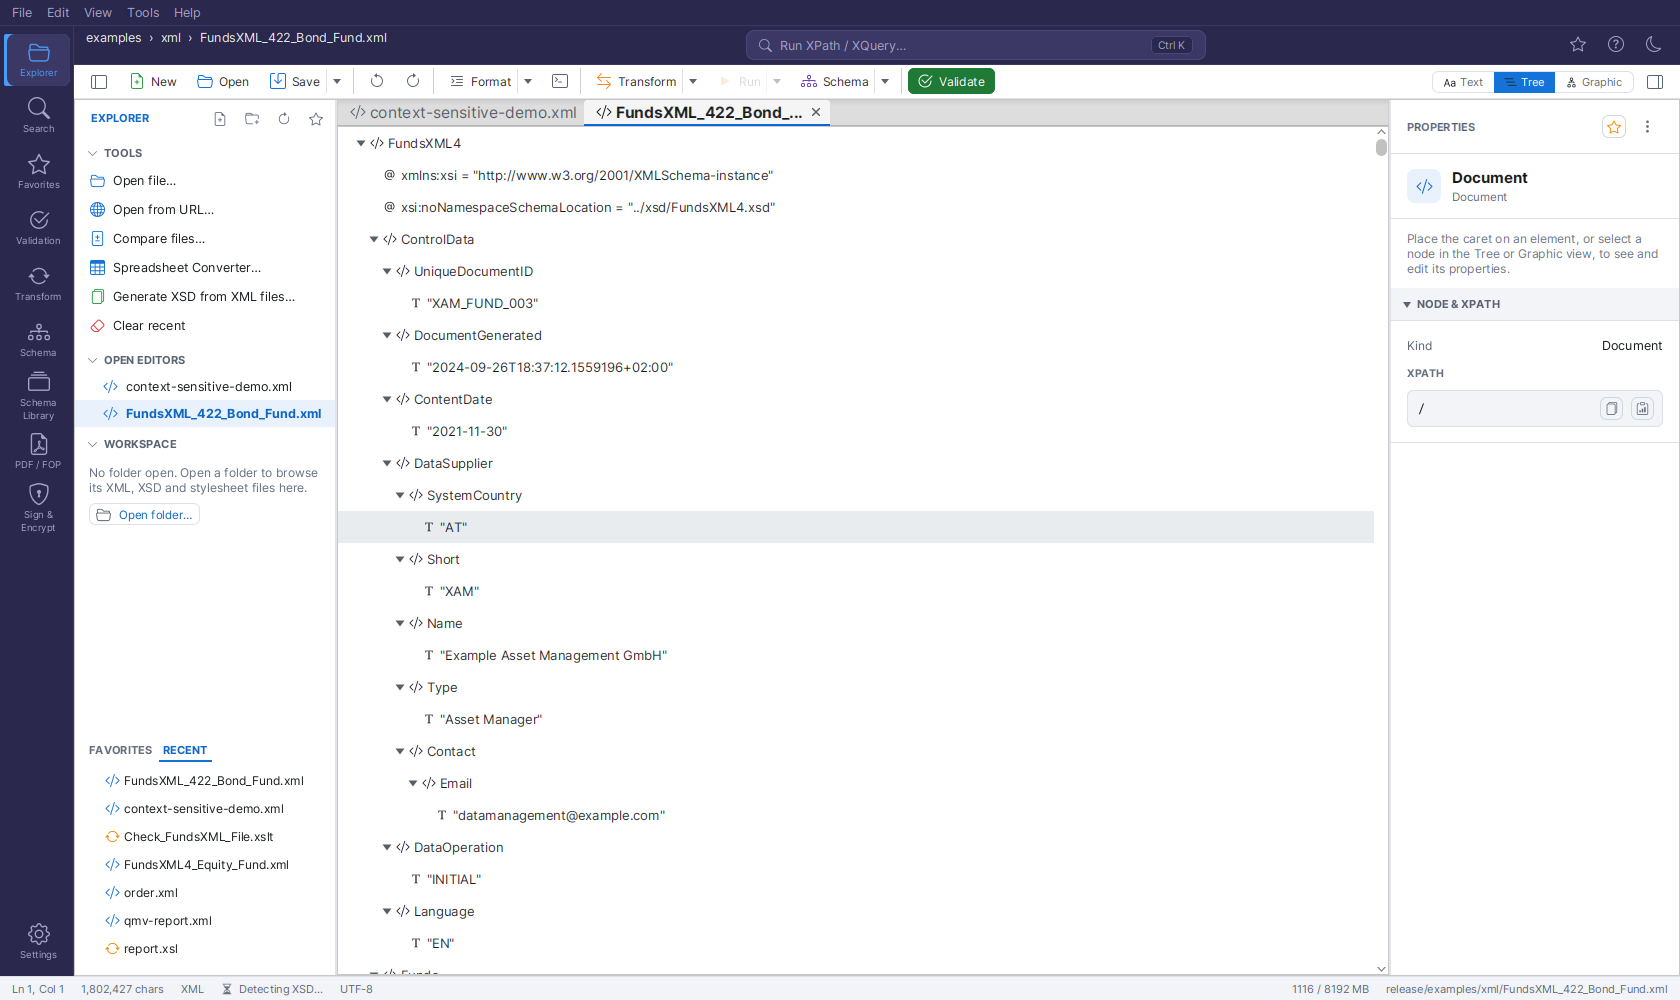 File Edit View Tools Help
examples › xml › FundsXML_422_Bond_Fund.xml
Run XPath / XQuery...
Ctrl K
Explorer
Search
Favorites
Validation
Transform
Schema
Schema
Library
PDF / FOP
Sign &
Encrypt
Settings
New Open Save Format Transform Run Schema Validate
Aa Text Tree Graphic
EXPLORER
TOOLS
Open file...
Open from URL...
Compare files...
Spreadsheet Converter...
Generate XSD from XML files...
Clear recent
OPEN EDITORS
context-sensitive-demo.xml
FundsXML_422_Bond_Fund.xml
WORKSPACE
No folder open. Open a folder to browse
its XML, XSD and stylesheet files here.
Open folder...
FAVORITES RECENT
FundsXML_422_Bond_Fund.xml
context-sensitive-demo.xml
Check_FundsXML_File.xslt
FundsXML4_Equity_Fund.xml
order.xml
qmv-report.xml
report.xsl
context-sensitive-demo.xml
FundsXML_422_Bond_...
FundsXML4
@ xmlns:xsi = "http://www.w3.org/2001/XMLSchema-instance"
@ xsi:noNamespaceSchemaLocation = "../xsd/FundsXML4.xsd"
ControlData
UniqueDocumentID
T "XAM_FUND_003"
DocumentGenerated
T "2024-09-26T18:37:12.1559196+02:00"
ContentDate
T "2021-11-30"
DataSupplier
SystemCountry
T "AT"
Short
T "XAM"
Name
T "Example Asset Management GmbH"
Type
T "Asset Manager"
Contact
Email
T "datamanagement@example.com"
DataOperation
T "INITIAL"
Language
T "EN"
Funds
PROPERTIES
Document
Document
Place the caret on an element, or select a
node in the Tree or Graphic view, to see and
edit its properties.
NODE & XPATH
Kind Document
XPATH
/
Ln 1, Col 1 1,802,427 chars XML Detecting XSD... UTF-8
1116 / 8192 MB release/examples/xml/FundsXML_422_Bond_Fund.xml